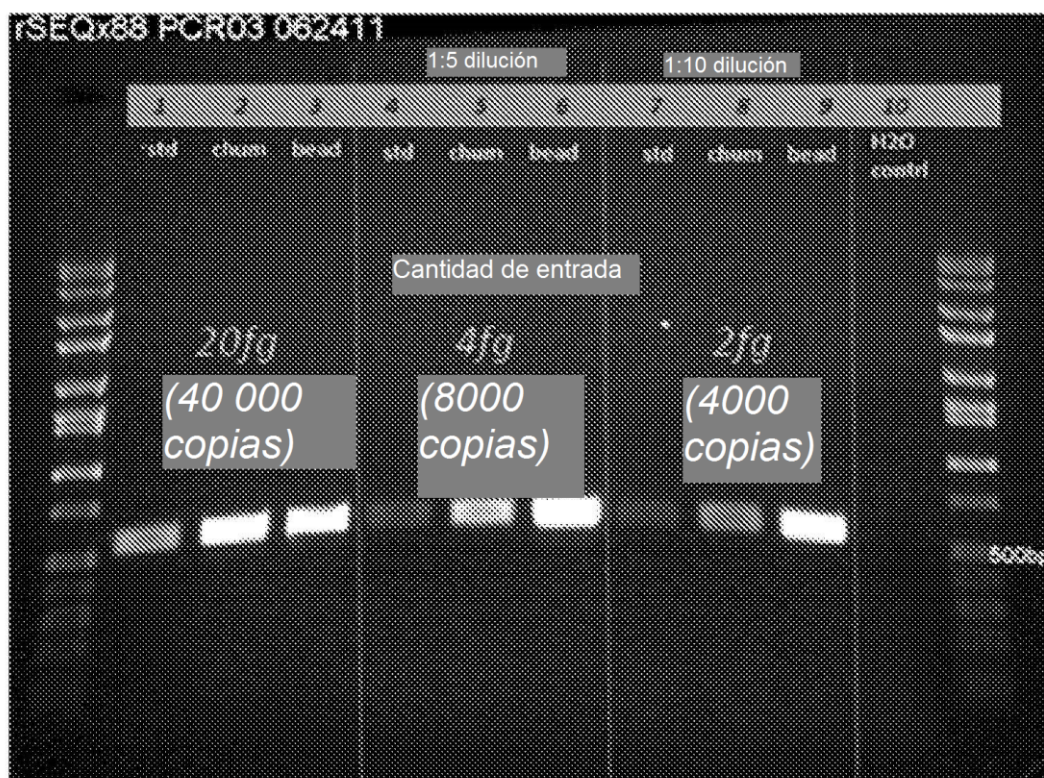 rSEQx88 PCR03 062411
1:5 dilución
1:10 dilución
1 2 3 4 5 6 7 8 9 10
std chum bead std chum bead std chum bead H2O
contrl
Cantidad de entrada
20fg 4fg 2fg
(40 000
copias)
(8000
copias)
(4000
copias)
500bp